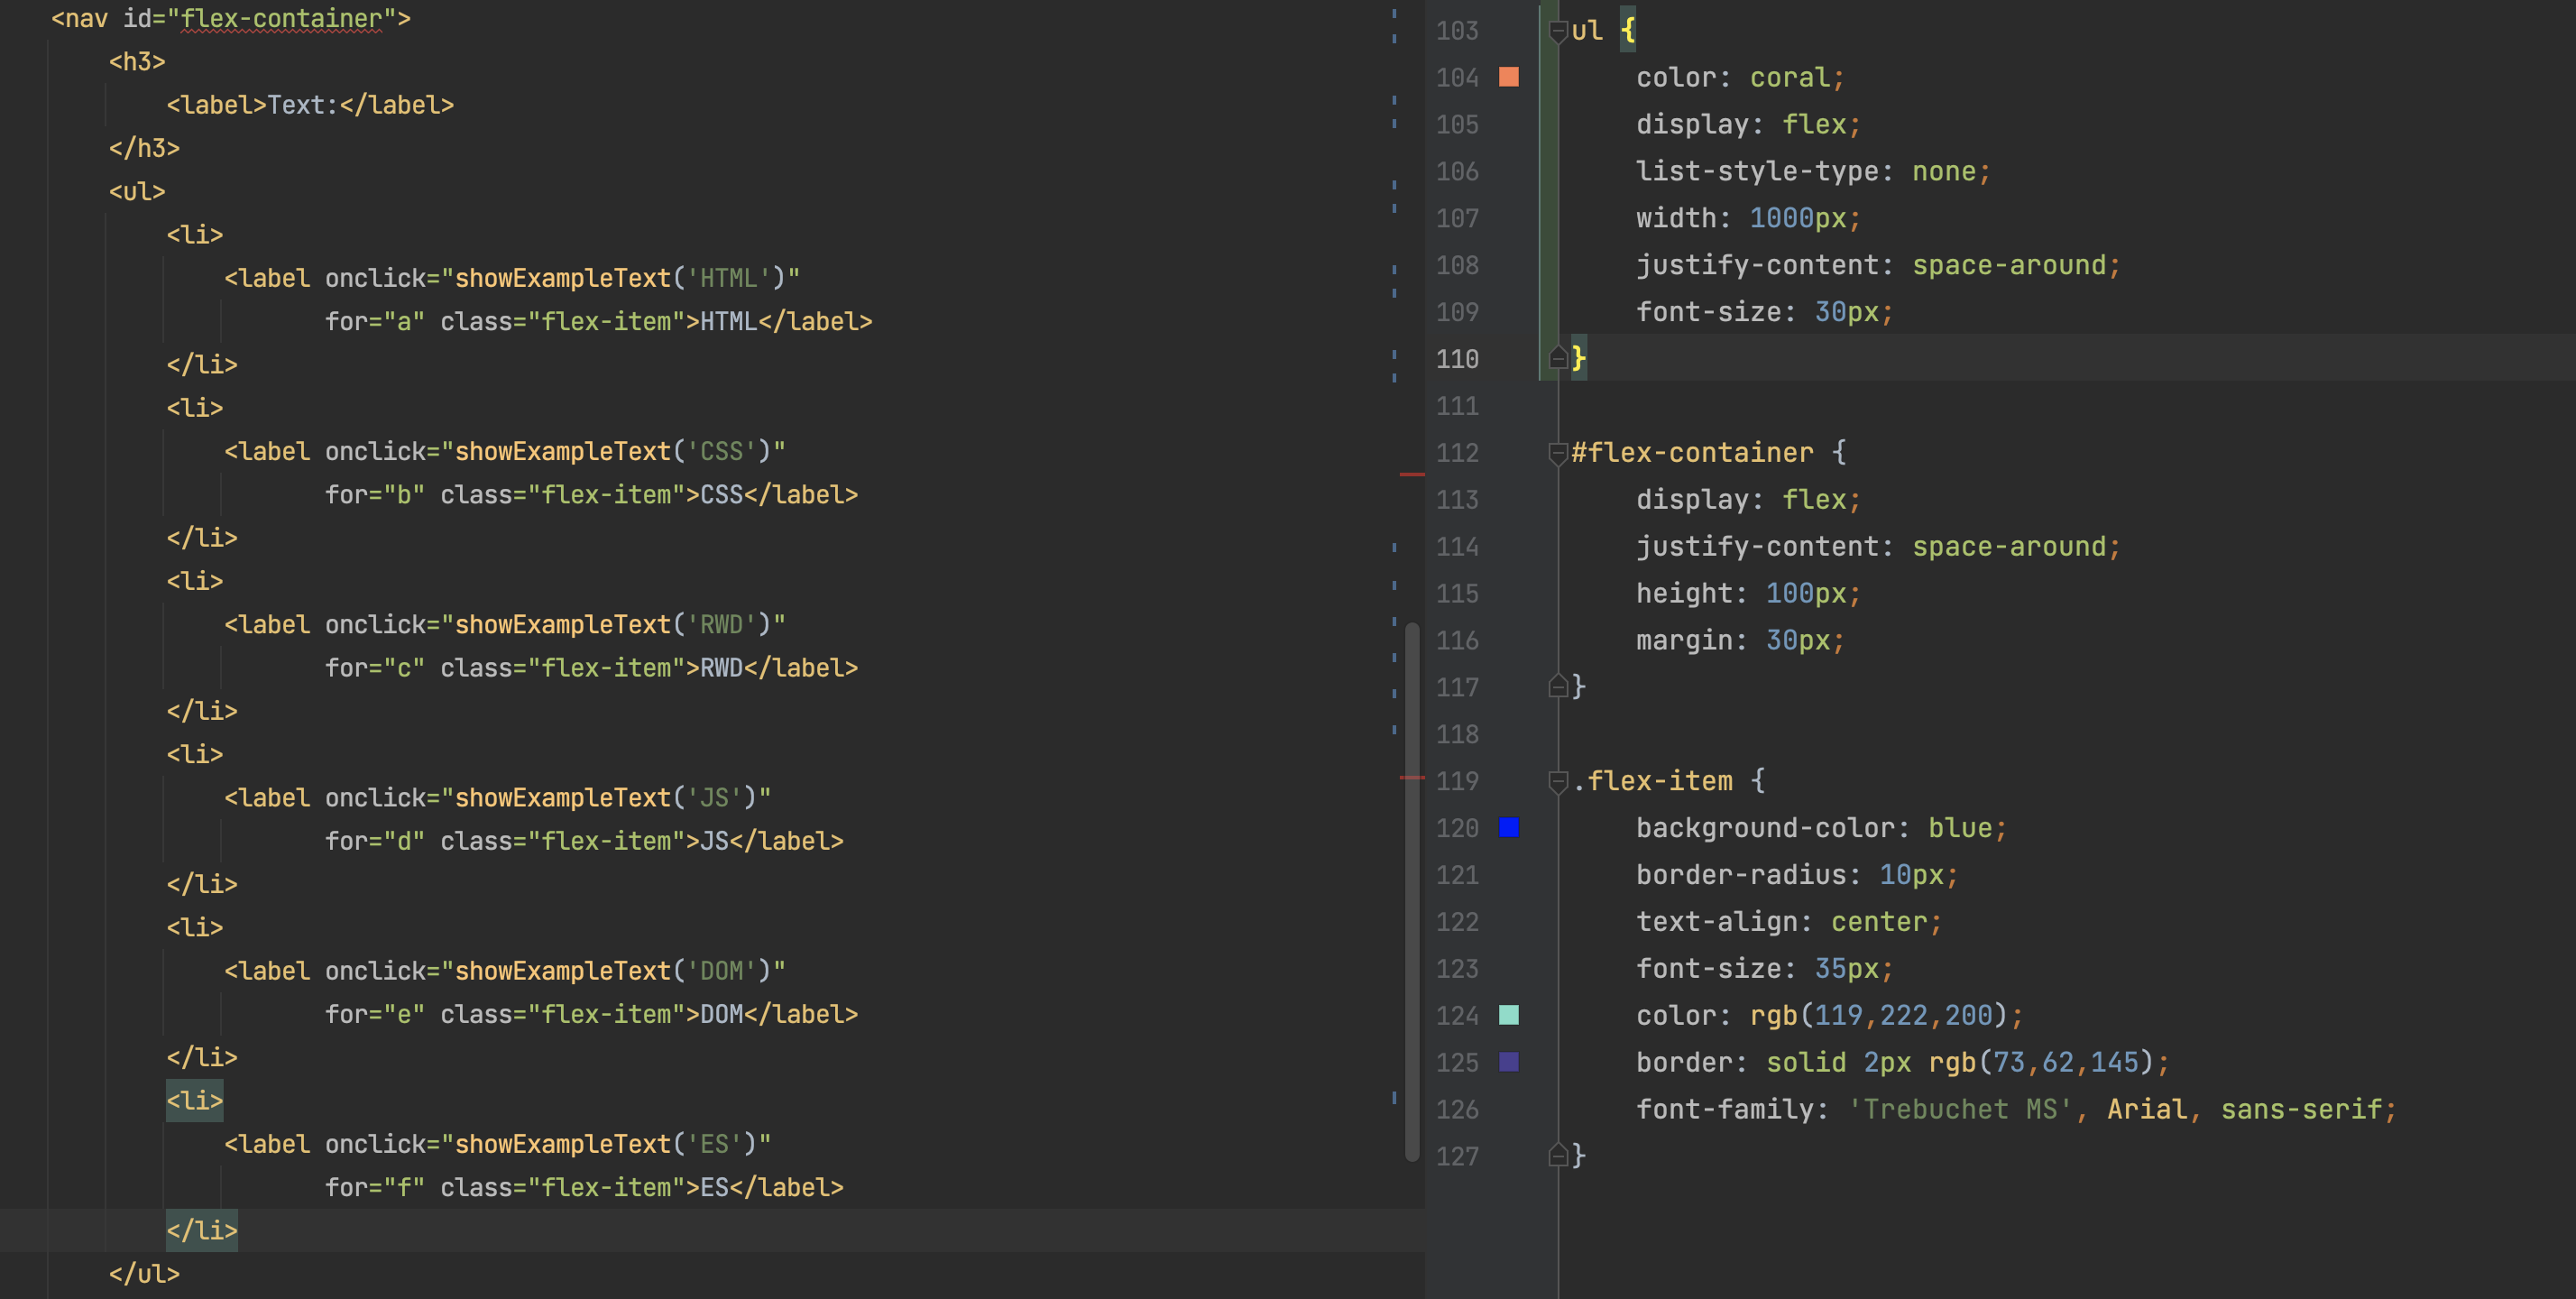 <nav id="flex-container">
<h3>
<label>Text:</label>
</h3>
<ul>
<li>
<label onclick="showExampleText('HTML')"
for="a" class="flex-item">HTML</label>
</li>
<li>
<label onclick="showExampleText('CSS')"
for="b" class="flex-item">CSS</label>
</li>
<li>
<label onclick="showExampleText('RWD')"
for="c" class="flex-item">RWD</label>
</li>
<li>
<label onclick="showExampleText('JS')"
for="d" class="flex-item">JS</label>
</li>
<li>
<label onclick="showExampleText('DOM')"
for="e" class="flex-item">DOM</label>
</li>
<li>
<label onclick="showExampleText('ES')"
for="f" class="flex-item">ES</label>
</li>
</ul>
103 ul {
104 color: coral;
105 display: flex;
106 list-style-type: none;
107 width: 1000px;
108 justify-content: space-around;
109 font-size: 30px;
110 }
111
112 #flex-container {
113 display: flex;
114 justify-content: space-around;
115 height: 100px;
116 margin: 30px;
117 }
118
119 .flex-item {
120 background-color: blue;
121 border-radius: 10px;
122 text-align: center;
123 font-size: 35px;
124 color: rgb(119,222,200);
125 border: solid 2px rgb(73,62,145);
126 font-family: 'Trebuchet MS', Arial, sans-serif;
127 }